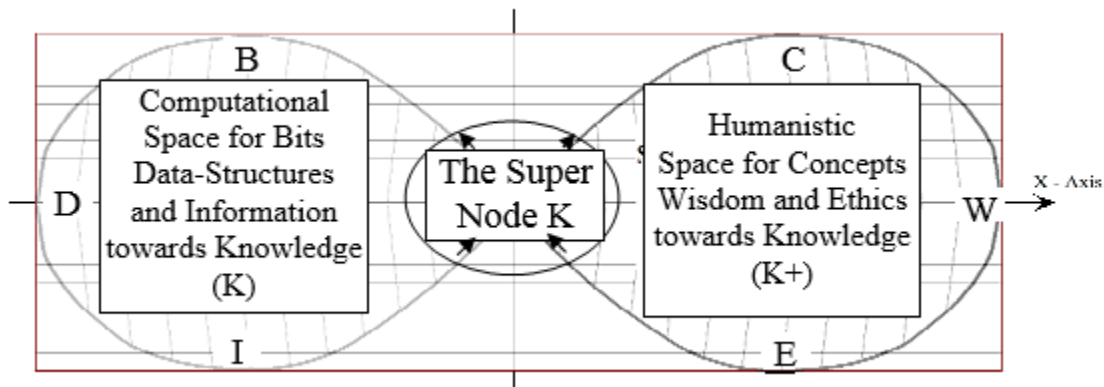 B
Computational
Space for Bits
Data-Structures
and Information
towards Knowledge
(K)
D
I
The Super
Node K
C
Humanistic
Space for Concepts
Wisdom and Ethics
towards Knowledge
(K+)
W
E
X - Axis